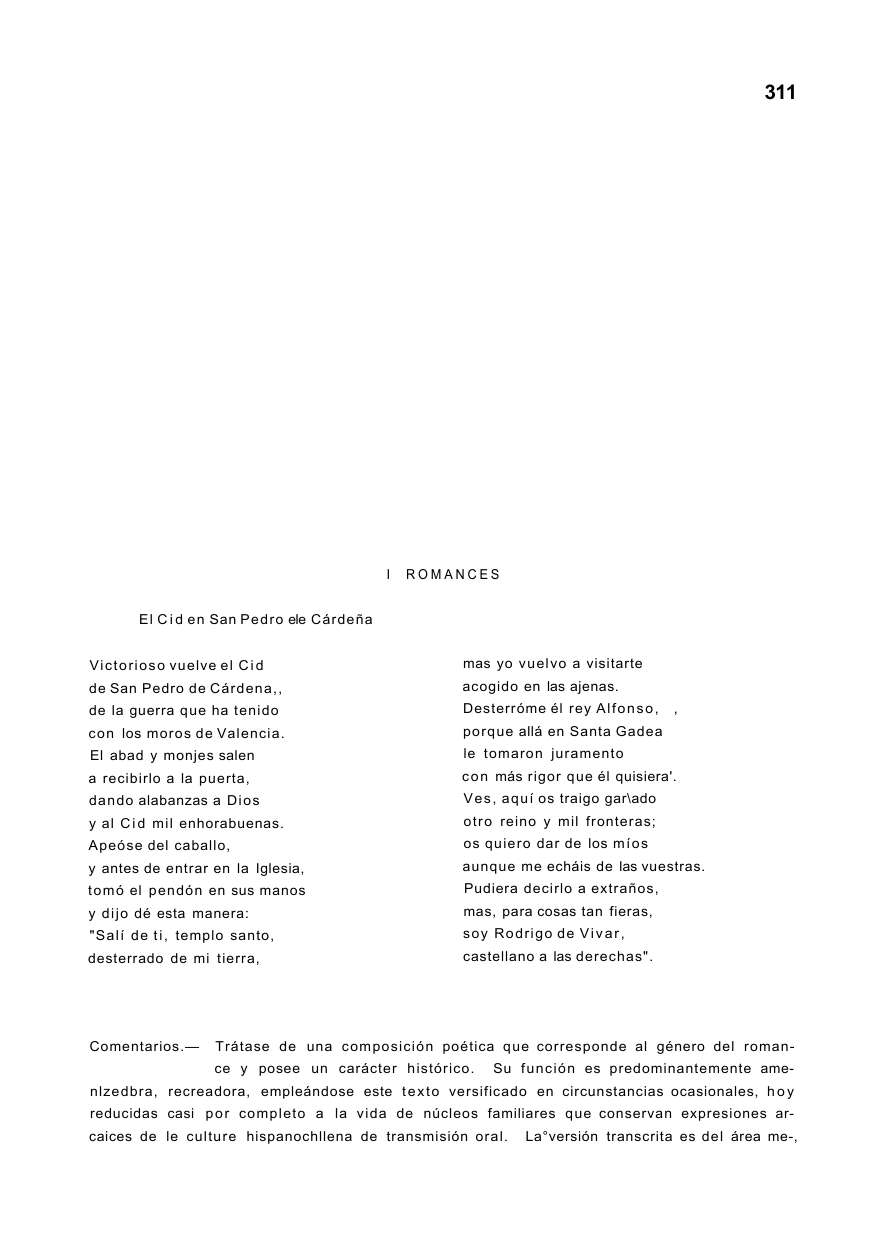 311
I ROMANCES
El Cid en San Pedro ele Cárdeña
Victorioso vuelve el Cid
de San Pedro de Cárdena,,
de la guerra que ha tenido
con los moros de Valencia.
El abad y monjes salen
a recibirlo a la puerta,
dando alabanzas a Dios
y al Cid mil enhorabuenas.
Apeóse del caballo,
y antes de entrar en la Iglesia,
tomó el pendón en sus manos
y dijo dé esta manera:
"Salí de ti, templo santo,
desterrado de mi tierra,
mas yo vuelvo a visitarte
acogido en las ajenas.
Desterróme él rey Alfonso, ,
porque allá en Santa Gadea
le tomaron juramento
con más rigor que él quisiera'.
Ves, aquí os traigo gar\ado
otro reino y mil fronteras;
os quiero dar de los míos
aunque me echáis de las vuestras.
Pudiera decirlo a extraños,
mas, para cosas tan fieras,
soy Rodrigo de Vivar,
castellano a las derechas".
Comentarios.— Trátase de una composición poética que corresponde al género del roman-
ce y posee un carácter histórico. Su función es predominantemente ame-
nlzedbra, recreadora, empleándose este texto versificado en circunstancias ocasionales, hoy
reducidas casi por completo a la vida de núcleos familiares que conservan expresiones ar-
caices de le culture hispanochllena de transmisión oral. La°versión transcrita es del área me-,